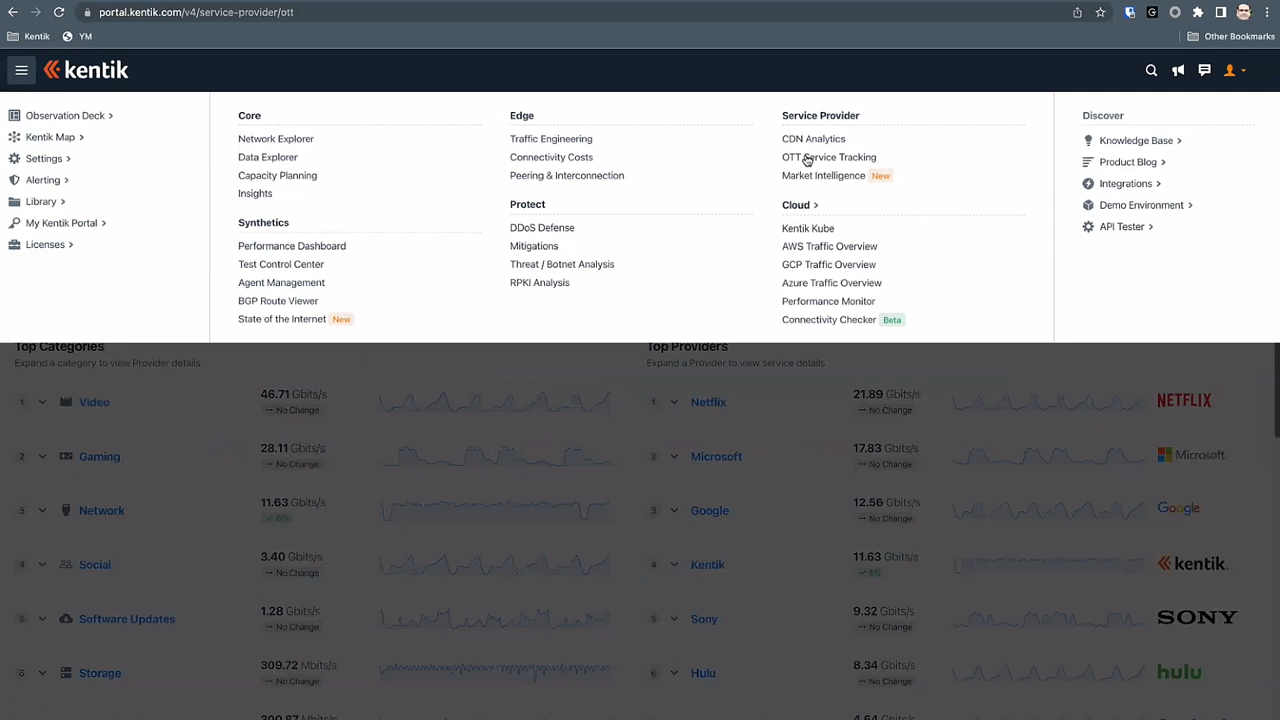 portal.kentik.com/v4/service-provider/ott
Kentik
YM
Other Bookmarks
kentik
Observation Deck
Kentik Map
Settings
Alerting
Library
My Kentik Portal
Licenses
Core
Network Explorer
Data Explorer
Capacity Planning
Insights
Synthetics
Performance Dashboard
Test Control Center
Agent Management
BGP Route Viewer
State of the Internet New
Edge
Traffic Engineering
Connectivity Costs
Peering & Interconnection
Protect
DDoS Defense
Mitigations
Threat / Botnet Analysis
RPKI Analysis
Service Provider
CDN Analytics
OTT Service Tracking
Market Intelligence New
Cloud
Kentik Kube
AWS Traffic Overview
GCP Traffic Overview
Azure Traffic Overview
Performance Monitor
Connectivity Checker Beta
Discover
Knowledge Base
Product Blog
Integrations
Demo Environment
API Tester
Top Categories
Expand a category to view Provider details
1 Video 46.71 Gbits/s
No Change
2 Gaming 28.11 Gbits/s
No Change
3 Network 11.63 Gbits/s
6%
4 Social 3.40 Gbits/s
No Change
5 Software Updates 1.28 Gbits/s
No Change
6 Storage 309.72 Mbits/s
No Change
Top Providers
Expand a Provider to view service details
1 Netflix 21.89 Gbits/s NETFLIX
No Change
2 Microsoft 17.83 Gbits/s Microsoft
No Change
3 Google 12.56 Gbits/s Google
No Change
4 Kentik 11.63 Gbits/s kentik
6%
5 Sony 9.32 Gbits/s SONY
No Change
6 Hulu 8.34 Gbits/s hulu
No Change